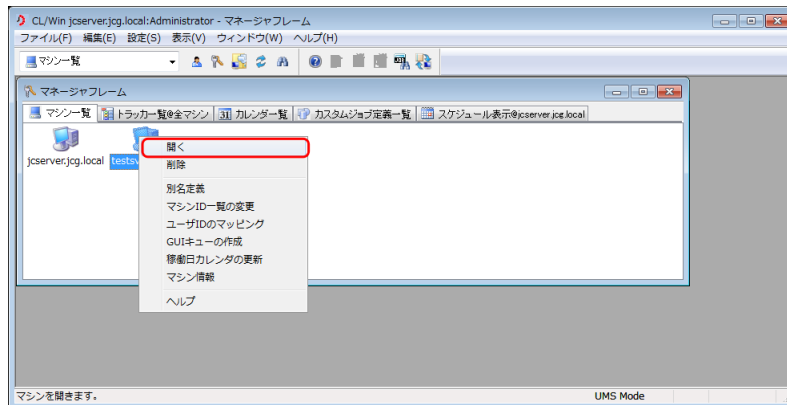 CL/Win jcserver.jcg.local:Administrator - マネージャフレーム
ファイル(F) 編集(E) 設定(S) 表示(V) ウィンドウ(W) ヘルプ(H)
マシン一覧
マネージャフレーム
マシン一覧 トラッカー一覧@全マシン 31 カレンダー一覧 カスタムジョブ定義一覧 スケジュール表示@jcserver.jcg.local
jcserver.jcg.local
開く
削除
別名定義
マシンID一覧の変更
ユーザIDのマッピング
GUIキューの作成
稼働日カレンダの更新
マシン情報
ヘルプ
マシンを開きます。 UMS Mode